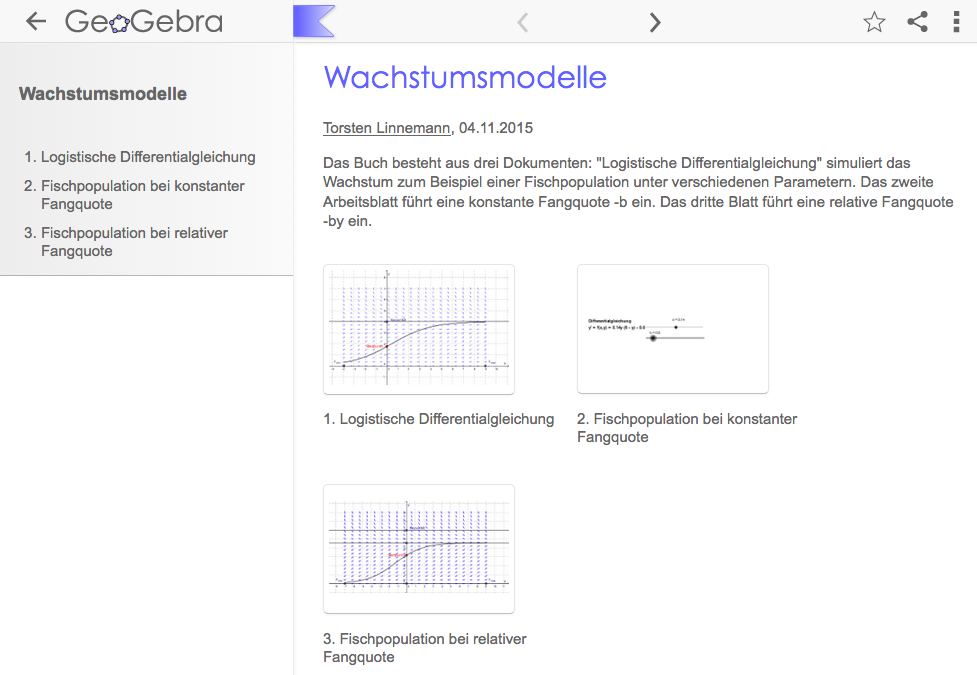 GeoGebra
Wachstumsmodelle
1. Logistische Differentialgleichung
2. Fischpopulation bei konstanter
Fangquote
3. Fischpopulation bei relativer
Fangquote
Wachstumsmodelle
Torsten Linnemann, 04.11.2015
Das Buch besteht aus drei Dokumenten: "Logistische Differentialgleichung" simuliert das
Wachstum zum Beispiel einer Fischpopulation unter verschiedenen Parametern. Das zweite
Arbeitsblatt führt eine konstante Fangquote -b ein. Das dritte Blatt führt eine relative Fangquote
-by ein.
Differentialgleichung
1. Logistische Differentialgleichung
2. Fischpopulation bei konstanter
Fangquote
3. Fischpopulation bei relativer
Fangquote